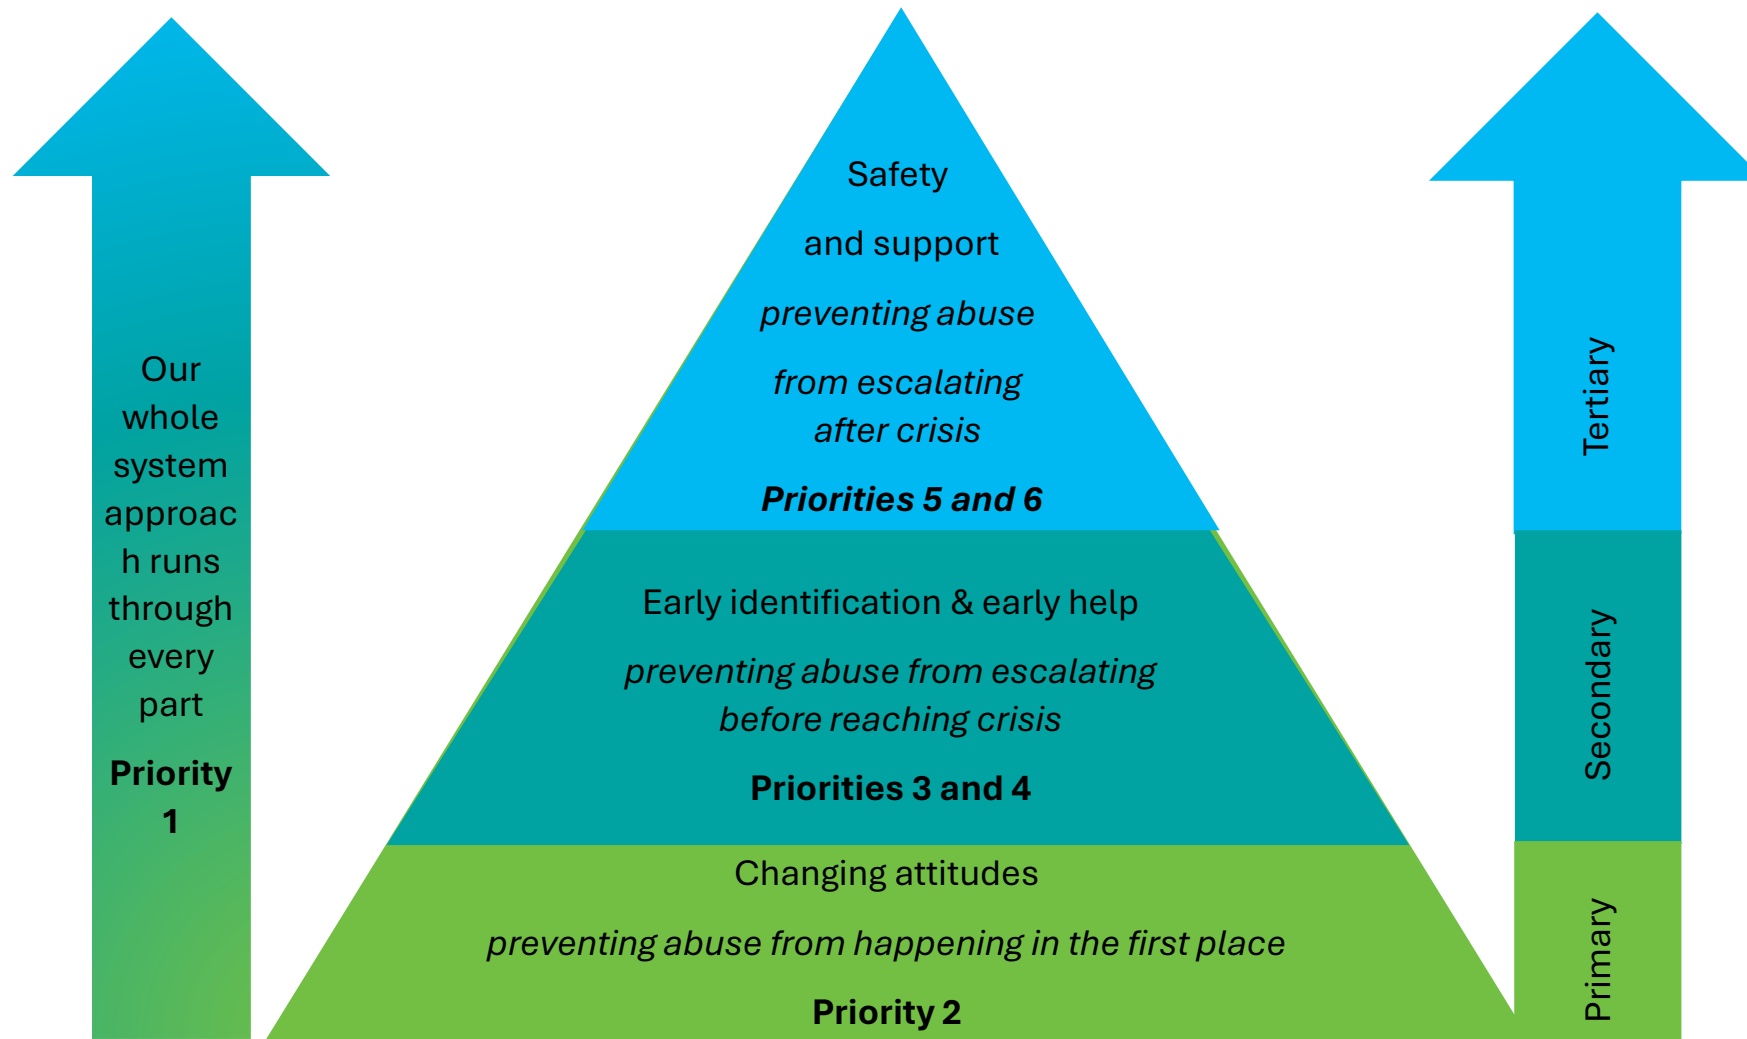 Our
whole
system
approac
h runs
through
every
part
Priority
1
Safety
and support
preventing abuse
from escalating
after crisis
Priorities 5 and 6
Early identification & early help
preventing abuse from escalating
before reaching crisis
Priorities 3 and 4
Changing attitudes
preventing abuse from happening in the first place
Priority 2
Tertiary
Secondary
Primary